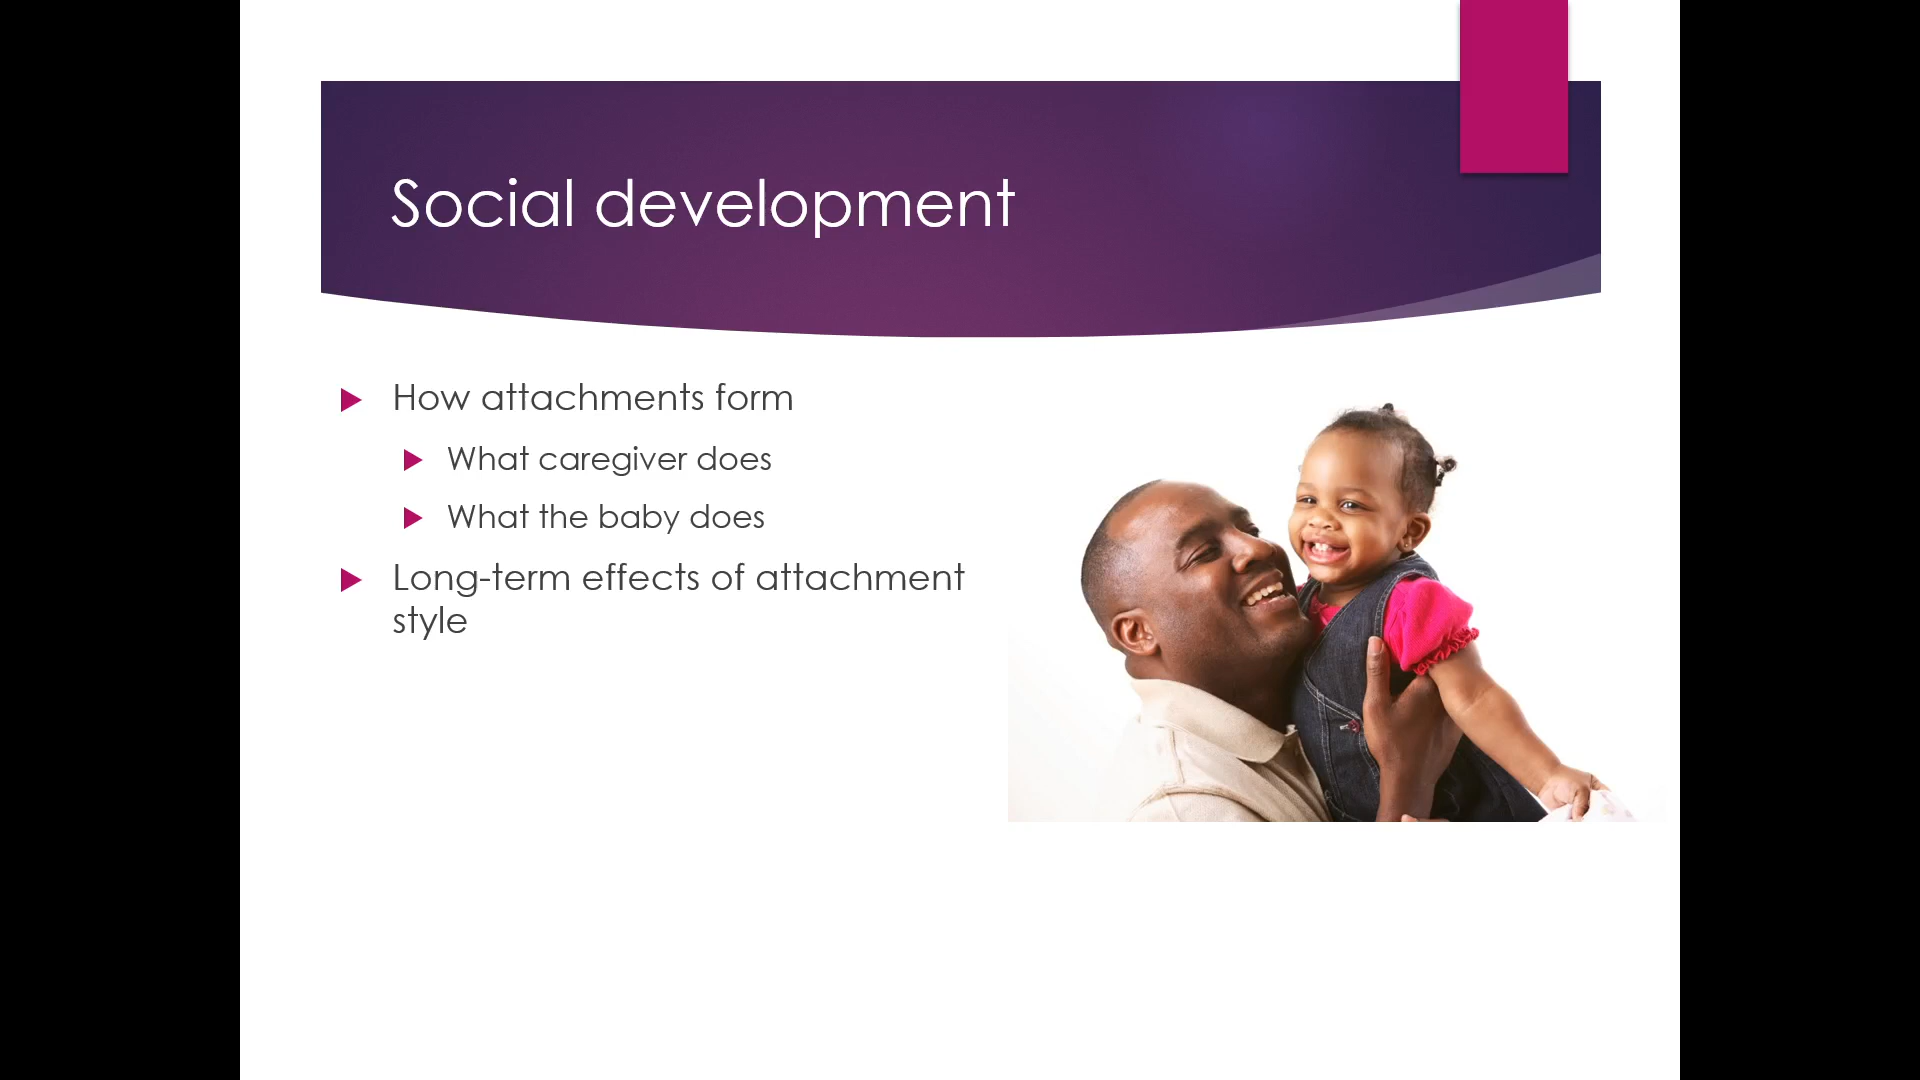 Social development
How attachments form
What caregiver does
What the baby does
Long-term effects of attachment
style